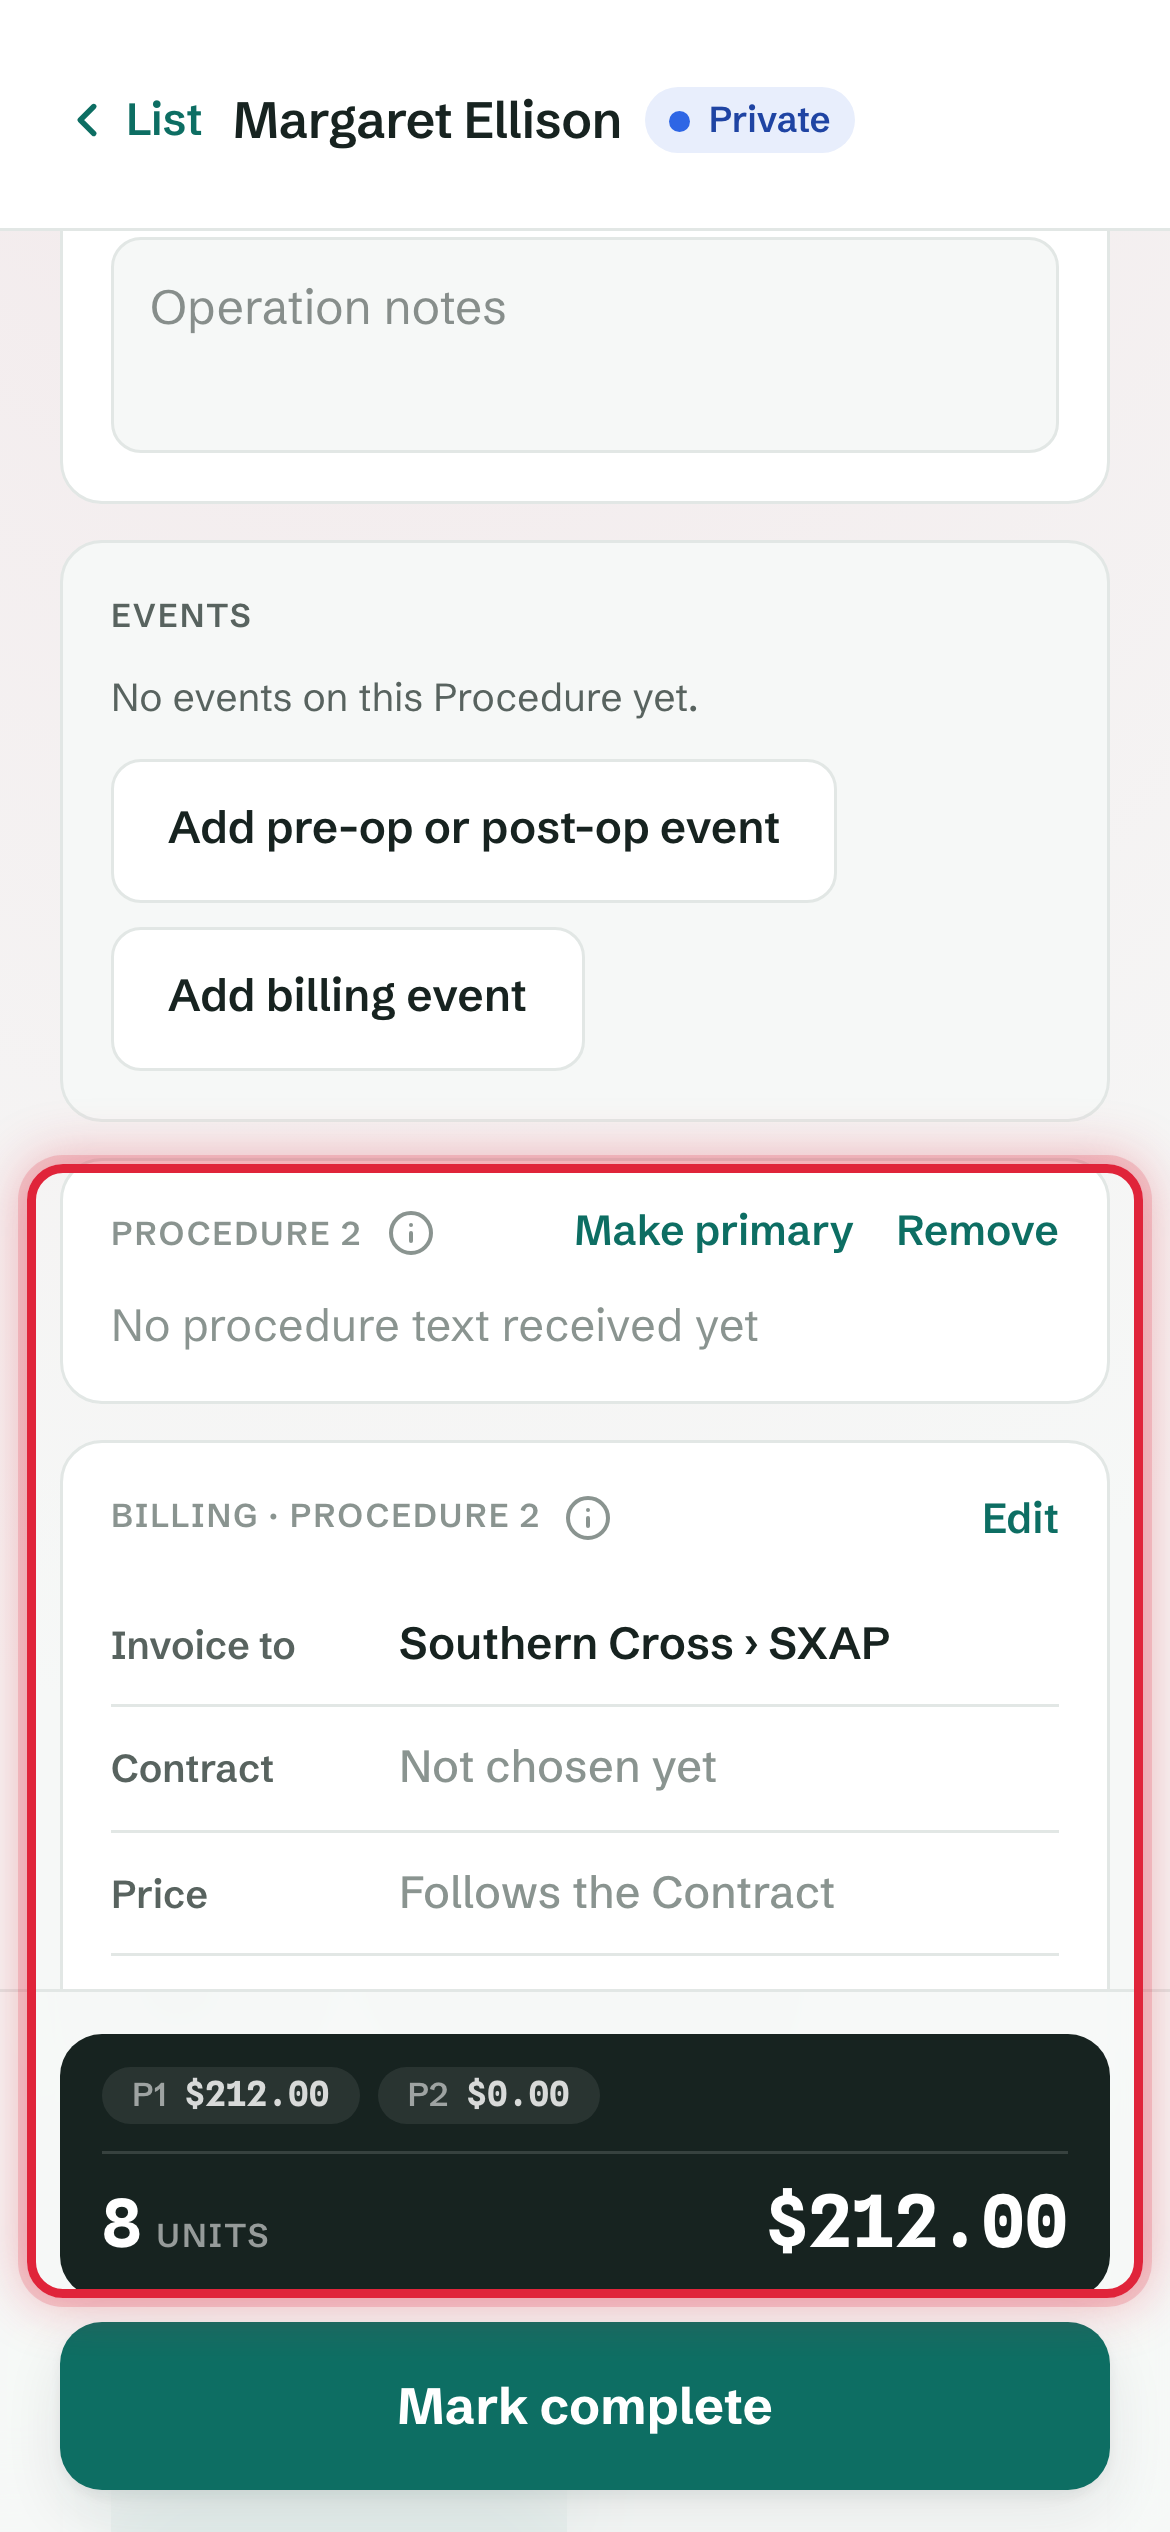 List Margaret Ellison Private
Operation notes
EVENTS
No events on this Procedure yet.
Add pre-op or post-op event
Add billing event
PROCEDURE 2 Make primary Remove
No procedure text received yet
BILLING · PROCEDURE 2 Edit
Invoice to Southern Cross › SXAP
Contract Not chosen yet
Price Follows the Contract
P1 $212.00 P2 $0.00
8 UNITS $212.00
Mark complete